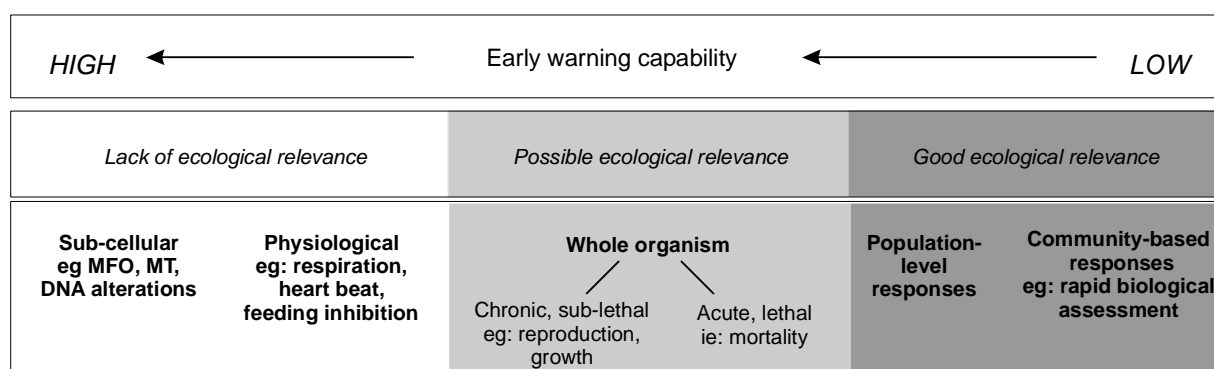 HIGH
Early warning capability
LOW
Lack of ecological relevance
Possible ecological relevance
Good ecological relevance
Sub-cellular
eg MFO, MT,
DNA alterations
Physiological
eg: respiration,
heart beat,
feeding inhibition
Whole organism
Chronic, sub-lethal
eg: reproduction,
growth
Acute, lethal
ie: mortality
Population-
level
responses
Community-based
responses
eg: rapid biological
assessment